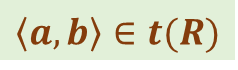 ⟨a, b⟩ ∈ t(R)